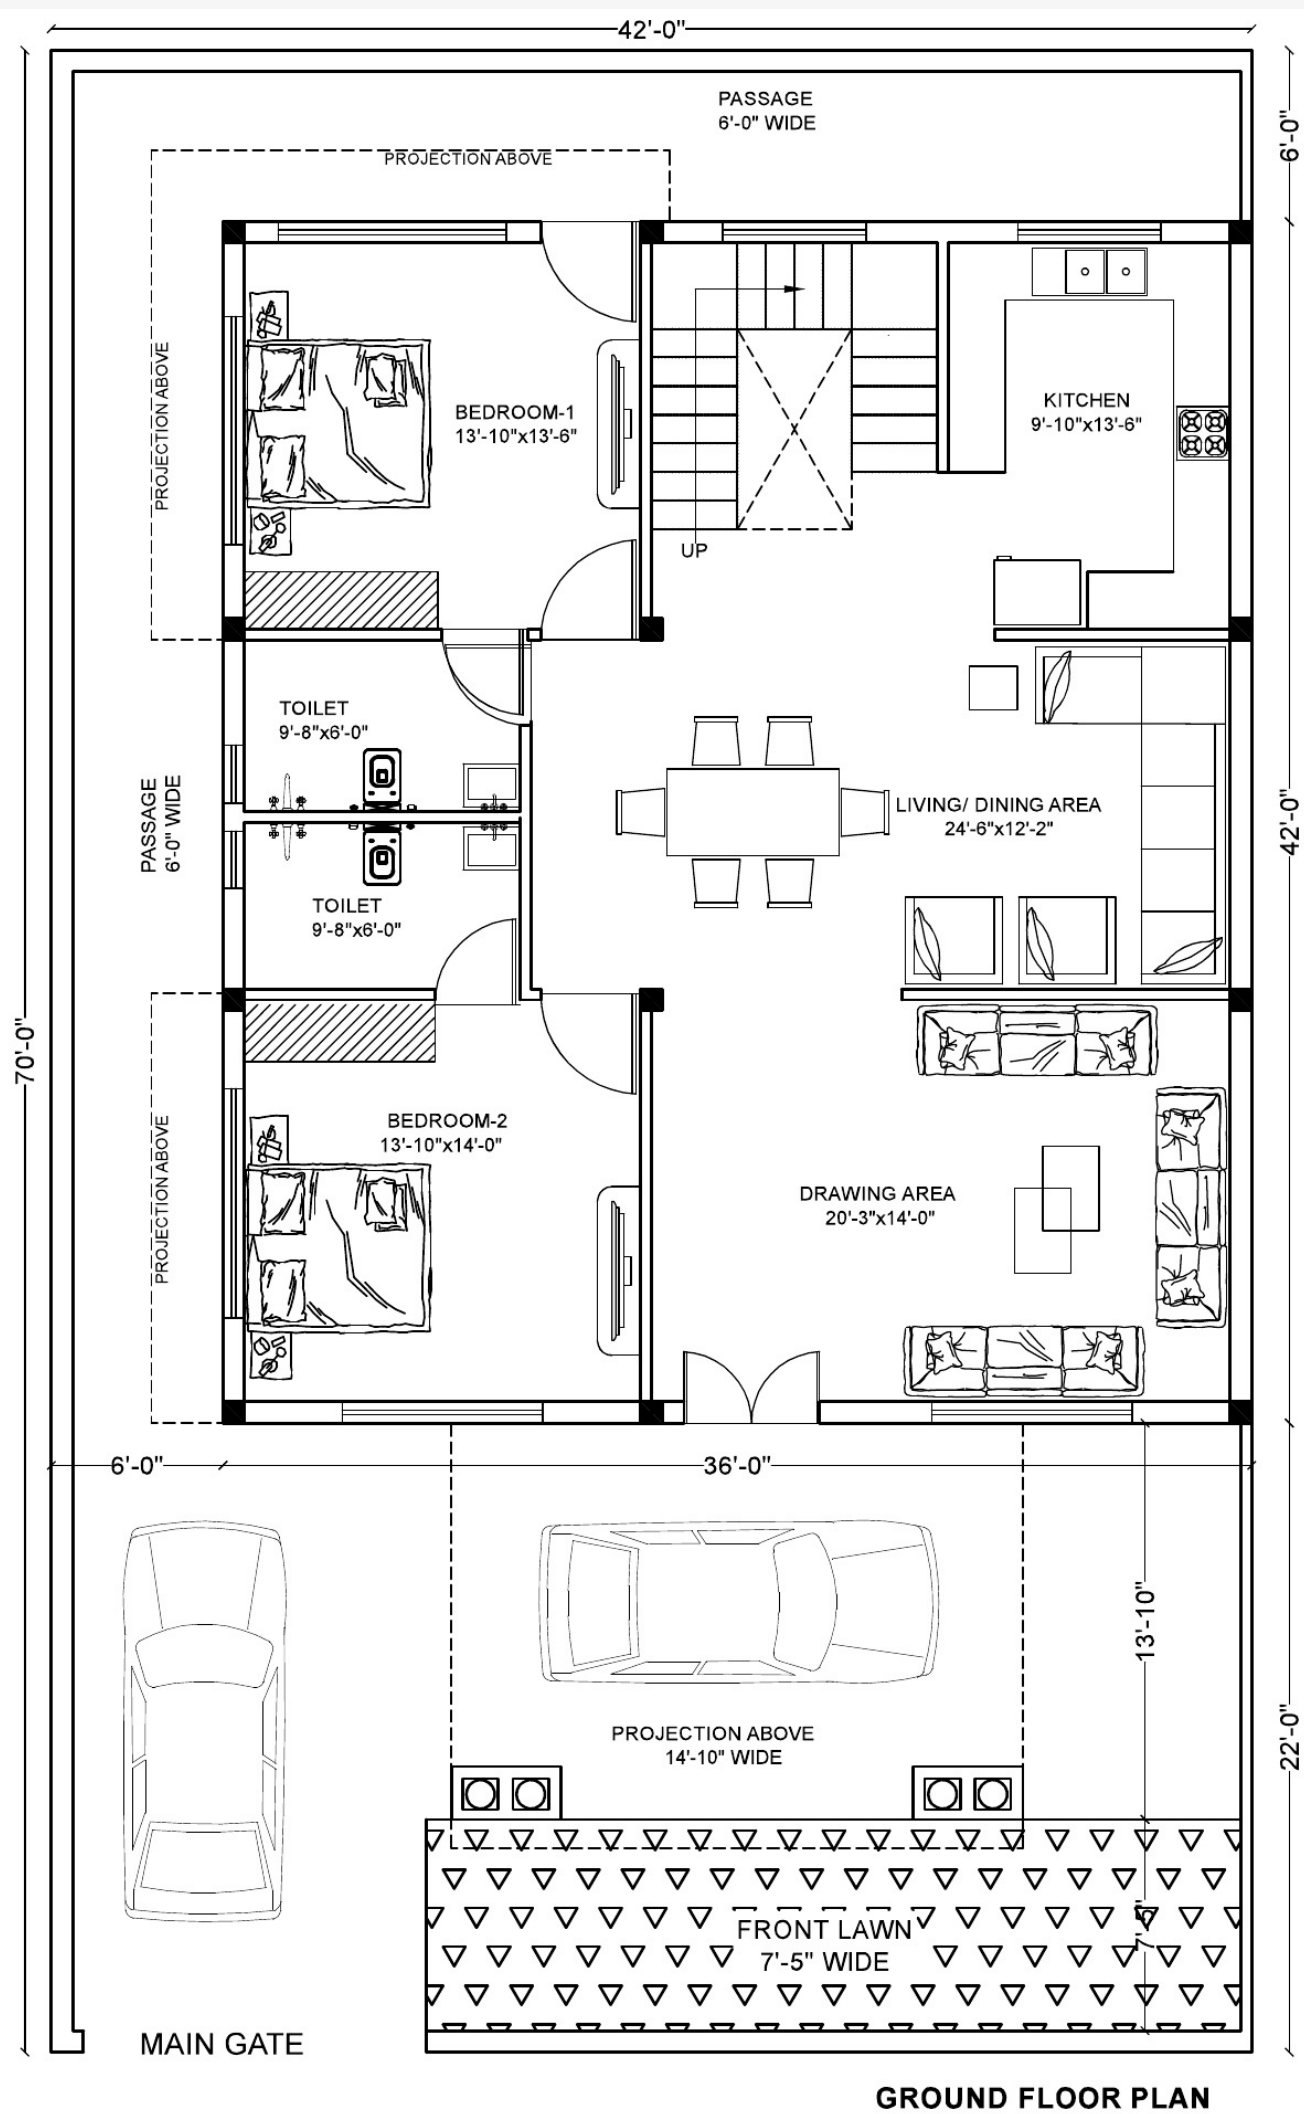 42'-0"
PASSAGE
6'-0" WIDE
6'-0"
PROJECTION ABOVE
PROJECTION ABOVE
BEDROOM-1
13'-10"x13'-6"
KITCHEN
9'-10"x13'-6"
UP
TOILET
9'-8"x6'-0"
PASSAGE
6'-0" WIDE
LIVING/ DINING AREA
24'-6"x12'-2"
42'-0"
TOILET
9'-8"x6'-0"
70'-0"
BEDROOM-2
13'-10"x14'-0"
PROJECTION ABOVE
DRAWING AREA
20'-3"x14'-0"
6'-0"
36'-0"
13'-10"
PROJECTION ABOVE
14'-10" WIDE
22'-0"
FRONT LAWN
7'-5" WIDE
7'-5"
MAIN GATE
GROUND FLOOR PLAN